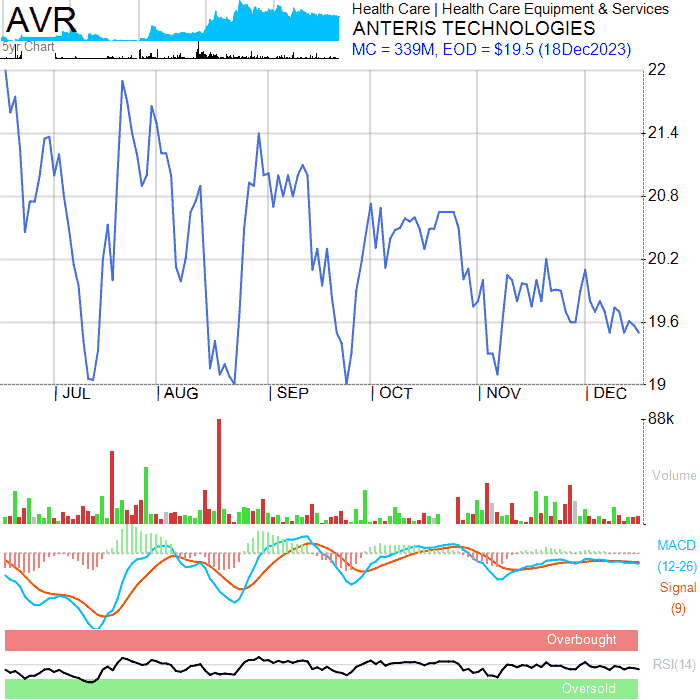 AVR
5yr Chart
Health Care | Health Care Equipment & Services
ANTERIS TECHNOLOGIES
MC = 339M, EOD = $19.5 (18Dec2023)
22
21.4
20.8
20.2
19.6
19
JUL
AUG
SEP
OCT
NOV
DEC
88k
Volume
MACD
(12-26)
Signal
(9)
Overbought
RSI(14)
Oversold